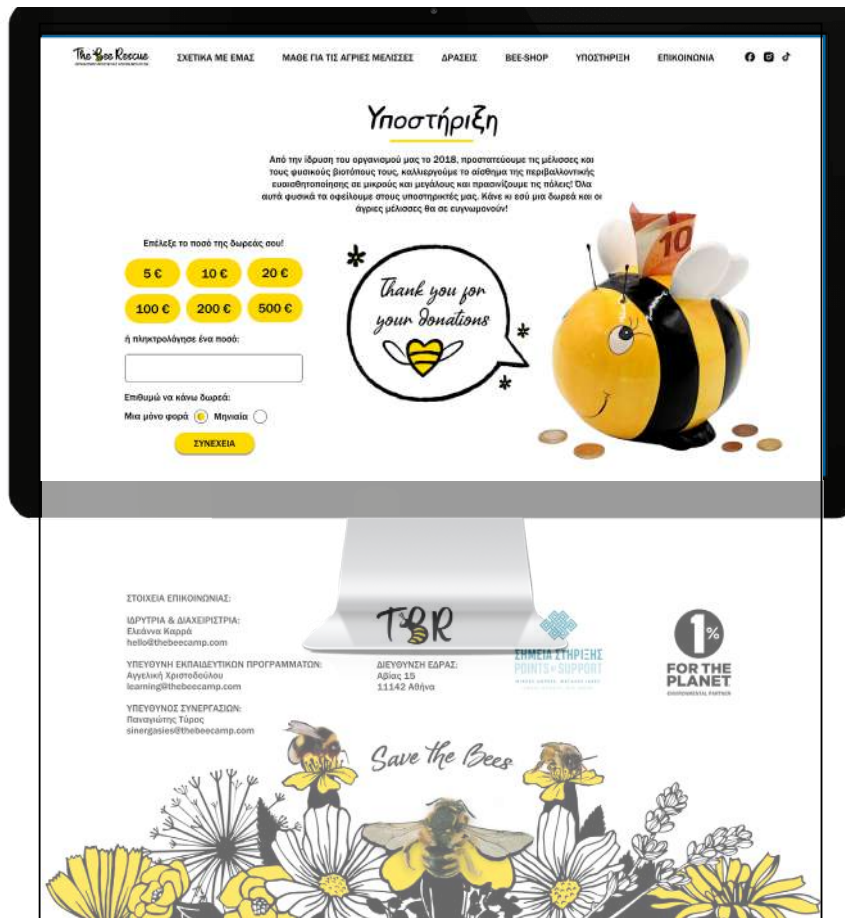 The Bee Rescue
ΣΧΕΤΙΚΑ ΜΕ ΕΜΑΣ ΜΑΘΕ ΓΙΑ ΤΙΣ ΑΓΡΙΕΣ ΜΕΛΙΣΣΕΣ ΔΡΑΣΕΙΣ BEE-SHOP ΥΠΟΣΤΗΡΙΞΗ ΕΠΙΚΟΙΝΩΝΙΑ
Υποστήριξη
Από την ίδρυση του οργανισμού μας το 2018, προστατεύουμε τις μέλισσες και
τους φυσικούς βιότοπους τους, καλλιεργούμε το αίσθημα της περιβαλλοντικής
ευαισθητοποίησης σε μικρούς και μεγάλους και πρασινίζουμε τις πόλεις! Όλα
αυτά φυσικά τα οφείλουμε στους υποστηρικτές μας. Κάνε κι εσύ μια δωρεά και οι
άγριες μέλισσες θα σε ευγνωμονούν!
Επέλεξε το ποσό της δωρεάς σου!
5 € 10 € 20 €
100 € 200 € 500 €
ή πληκτρολόγησε ένα ποσό:
Επιθυμώ να κάνω δωρεά:
Μια μόνο φορά Μηνιαία
ΣΥΝΕΧΕΙΑ
Thank you for
your donations
10
ΣΤΟΙΧΕΙΑ ΕΠΙΚΟΙΝΩΝΙΑΣ:
ΙΔΡΥΤΡΙΑ & ΔΙΑΧΕΙΡΙΣΤΡΙΑ:
Ελεάννα Καρρά
hello@thebeecamp.com
ΥΠΕΥΘΥΝΗ ΕΚΠΑΙΔΕΥΤΙΚΩΝ ΠΡΟΓΡΑΜΜΑΤΩΝ:
Αγγελική Χριστοδούλου
learning@thebeecamp.com
ΥΠΕΥΘΥΝΟΣ ΣΥΝΕΡΓΑΣΙΩΝ:
Παναγιώτης Τύρος
sinergasies@thebeecamp.com
TBR
ΔΙΕΥΘΥΝΣΗ ΕΔΡΑΣ:
Αβίας 15
11142 Αθήνα
ΣΗΜΕΙΑ ΣΤΗΡΙΞΗΣ
POINTS of SUPPORT
1%
FOR THE
PLANET
ENVIRONMENTAL PARTNER
Save the Bees